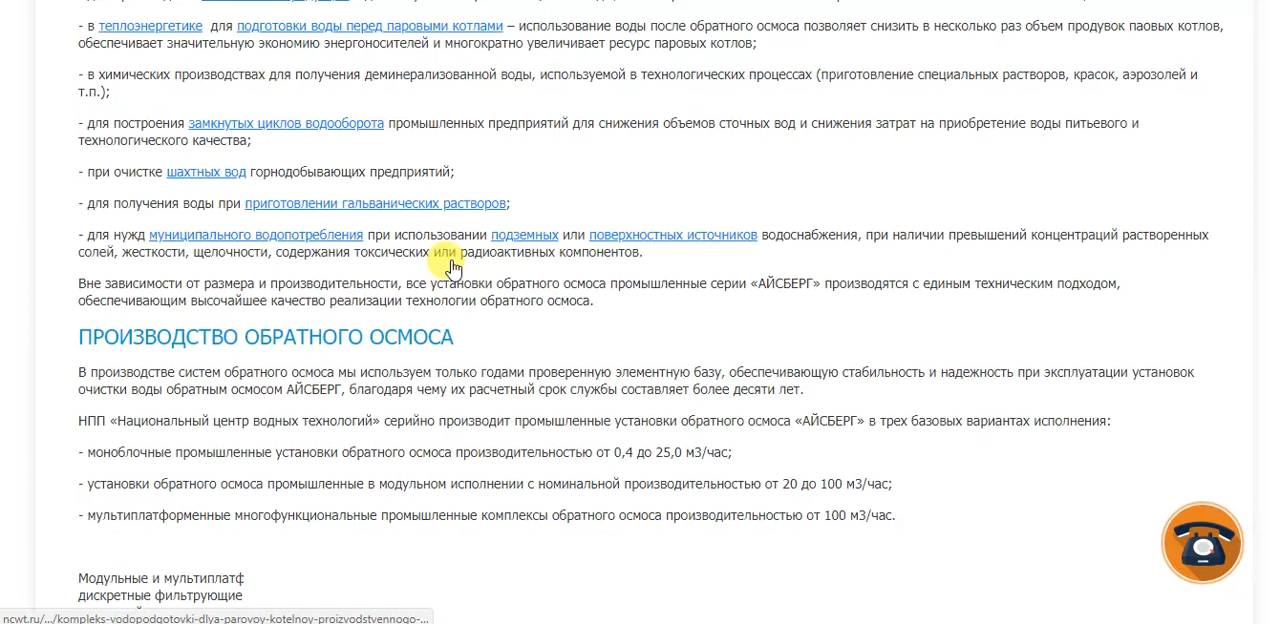 - в теплоэнергетике для подготовки воды перед паровыми котлами – использование воды после обратного осмоса позволяет снизить в несколько раз объем продувок паовых котлов,
обеспечивает значительную экономию энергоносителей и многократно увеличивает ресурс паровых котлов;
- в химических производствах для получения деминерализованной воды, используемой в технологических процессах (приготовление специальных растворов, красок, аэрозолей и
т.п.);
- для построения замкнутых циклов водооборота промышленных предприятий для снижения объемов сточных вод и снижения затрат на приобретение воды питьевого и
технологического качества;
- при очистке шахтных вод горнодобывающих предприятий;
- для получения воды при приготовлении гальванических растворов;
- для нужд муниципального водопотребления при использовании подземных или поверхностных источников водоснабжения, при наличии превышений концентраций растворенных
солей, жесткости, щелочности, содержания токсических или радиоактивных компонентов.
Вне зависимости от размера и производительности, все установки обратного осмоса промышленные серии «АЙСБЕРГ» производятся с единым техническим подходом,
обеспечивающим высочайшее качество реализации технологии обратного осмоса.
ПРОИЗВОДСТВО ОБРАТНОГО ОСМОСА
В производстве систем обратного осмоса мы используем только годами проверенную элементную базу, обеспечивающую стабильность и надежность при эксплуатации установок
очистки воды обратным осмосом АЙСБЕРГ, благодаря чему их расчетный срок службы составляет более десяти лет.
НПП «Национальный центр водных технологий» серийно производит промышленные установки обратного осмоса «АЙСБЕРГ» в трех базовых вариантах исполнения:
- моноблочные промышленные установки обратного осмоса производительностью от 0,4 до 25,0 м3/час;
- установки обратного осмоса промышленные в модульном исполнении с номинальной производительностью от 20 до 100 м3/час;
- мультиплатформенные многофункциональные промышленные комплексы обратного осмоса производительностью от 100 м3/час.
Модульные и мультиплатф
дискретные фильтрующие
ncwt.ru/.../kompleks-vodopodgotovki-dlya-parovoy-kotelnoy-proizvodstvennogo-...